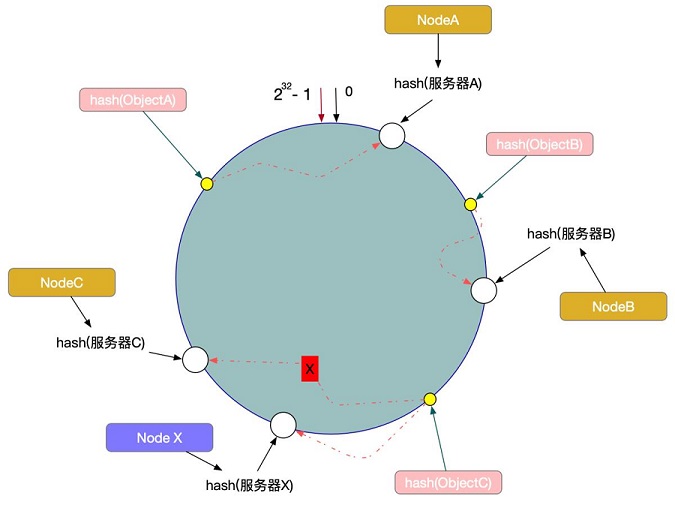 NodeA
hash(服务器A)
2^32 - 1
0
hash(ObjectA)
hash(ObjectB)
hash(服务器B)
NodeB
NodeC
hash(服务器C)
X
Node X
hash(服务器X)
hash(ObjectC)